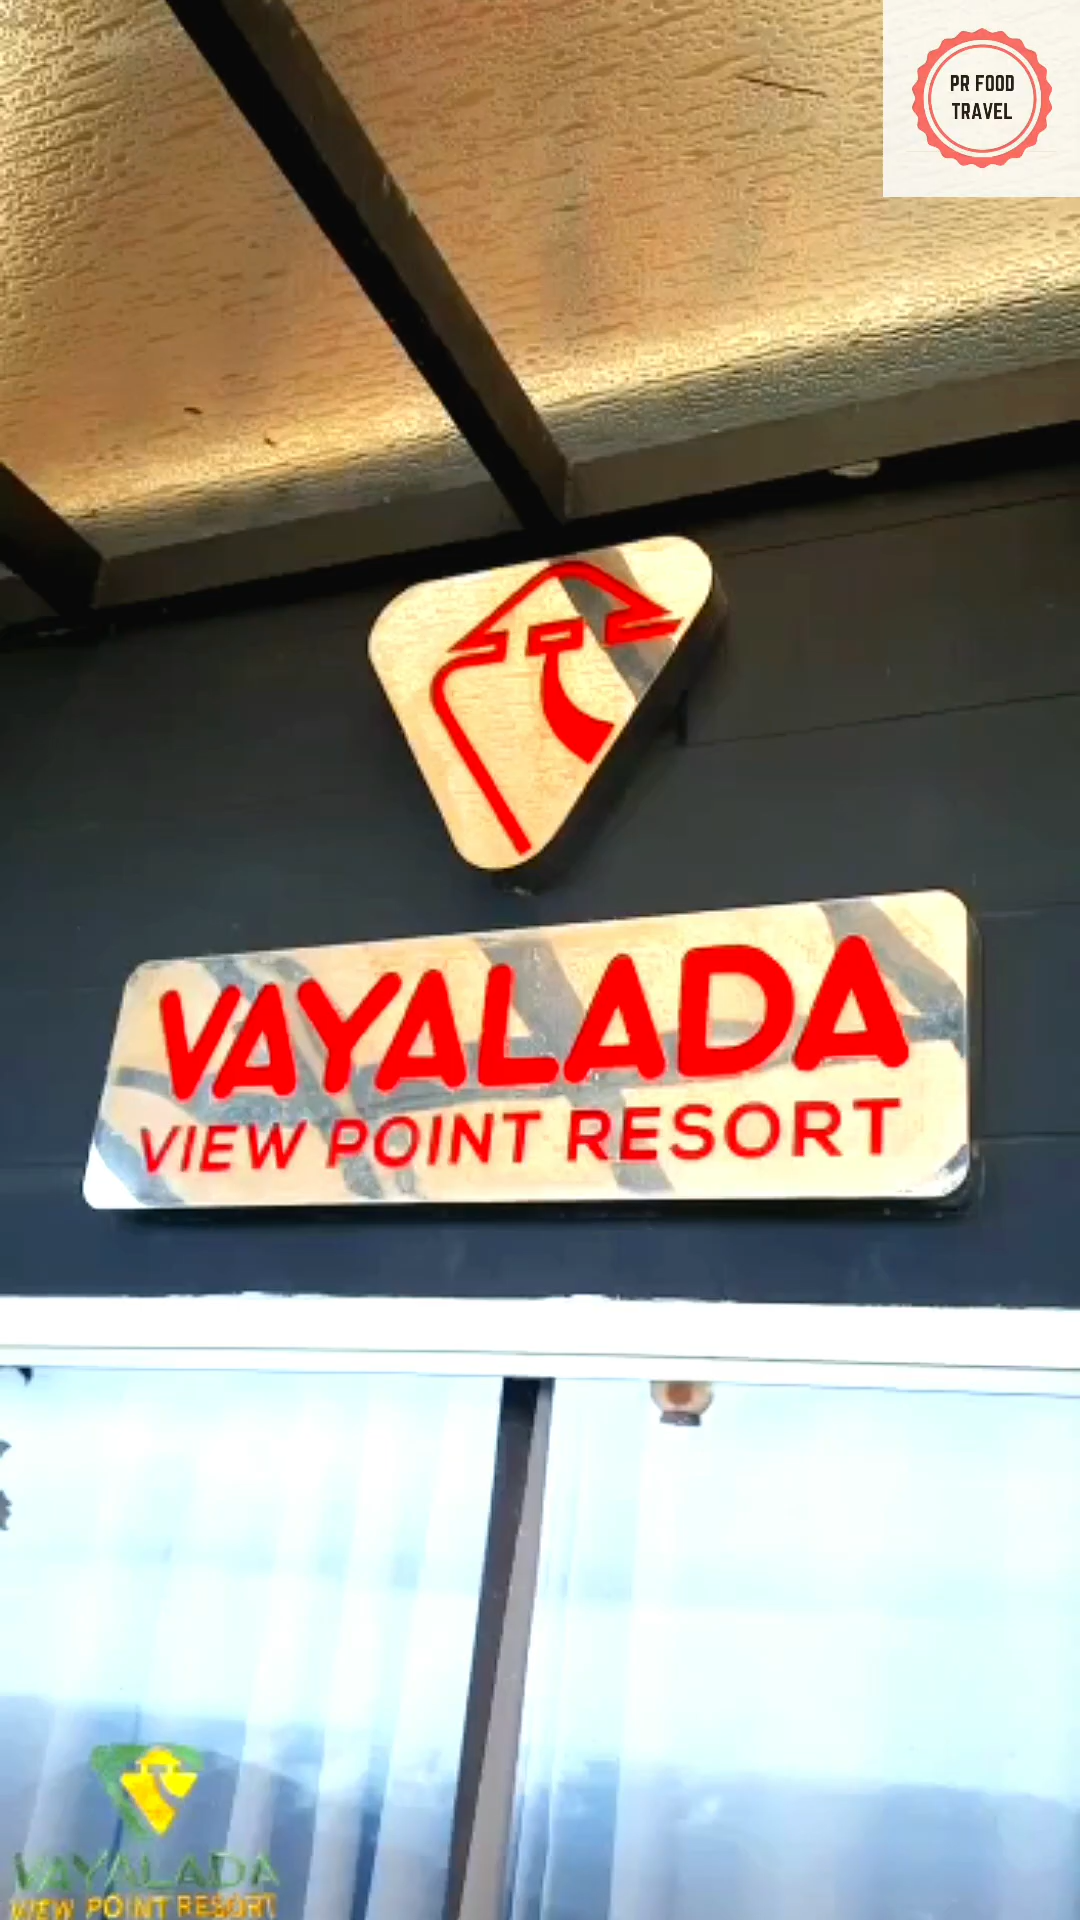 PR FOOD
TRAVEL
VAYALADA
VIEW POINT RESORT
VAYALADA
VIEW POINT RESORT